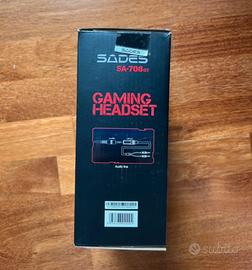 SADES
SA-708GT
GAMING
HEADSET
Audio line
subito